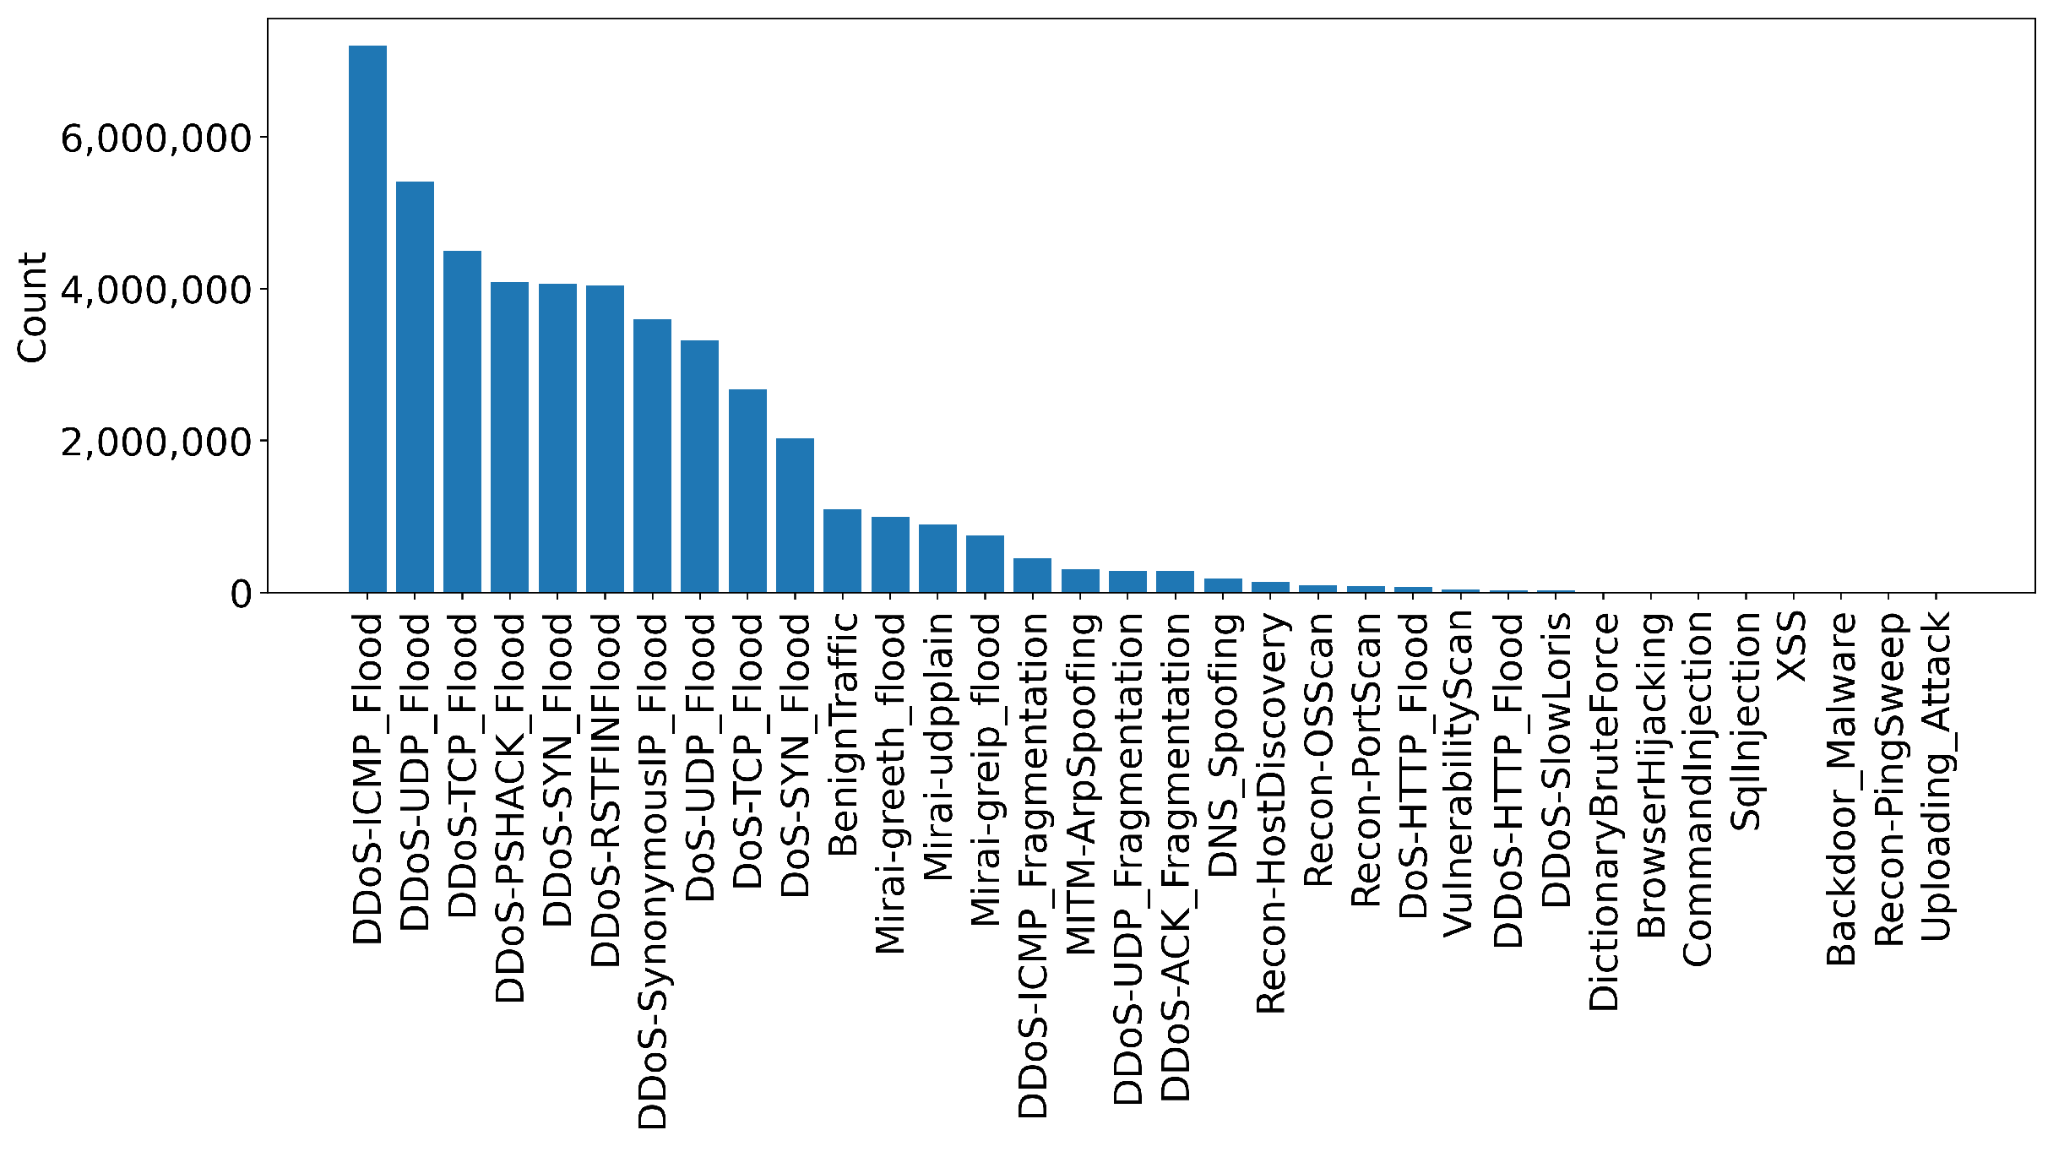 Count
6,000,000
4,000,000
2,000,000
0
DDoS-ICMP_Flood
DDoS-UDP_Flood
DDoS-TCP_Flood
DDoS-PSHACK_Flood
DDoS-SYN_Flood
DDoS-RSTFINFlood
DDoS-SynonymousIP_Flood
DoS-UDP_Flood
DoS-TCP_Flood
DoS-SYN_Flood
BenignTraffic
Mirai-greeth_flood
Mirai-udpplain
Mirai-greip_flood
DDoS-ICMP_Fragmentation
MITM-ArpSpoofing
DDoS-UDP_Fragmentation
DDoS-ACK_Fragmentation
DNS_Spoofing
Recon-HostDiscovery
Recon-OSScan
Recon-PortScan
DoS-HTTP_Flood
VulnerabilityScan
DDoS-HTTP_Flood
DDoS-SlowLoris
DictionaryBruteForce
BrowserHijacking
CommandInjection
SqlInjection
XSS
Backdoor_Malware
Recon-PingSweep
Uploading_Attack